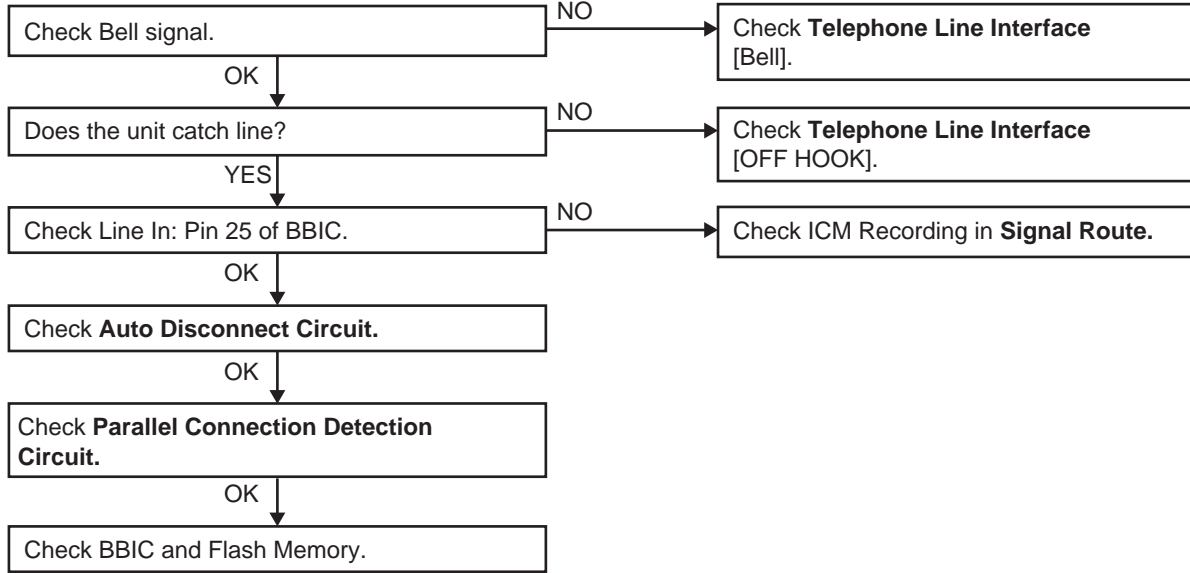 Check Bell signal.
NO
Check Telephone Line Interface
[Bell].
OK
Does the unit catch line?
NO
Check Telephone Line Interface
[OFF HOOK].
YES
Check Line In: Pin 25 of BBIC.
NO
Check ICM Recording in Signal Route.
OK
Check Auto Disconnect Circuit.
OK
Check Parallel Connection Detection
Circuit.
OK
Check BBIC and Flash Memory.